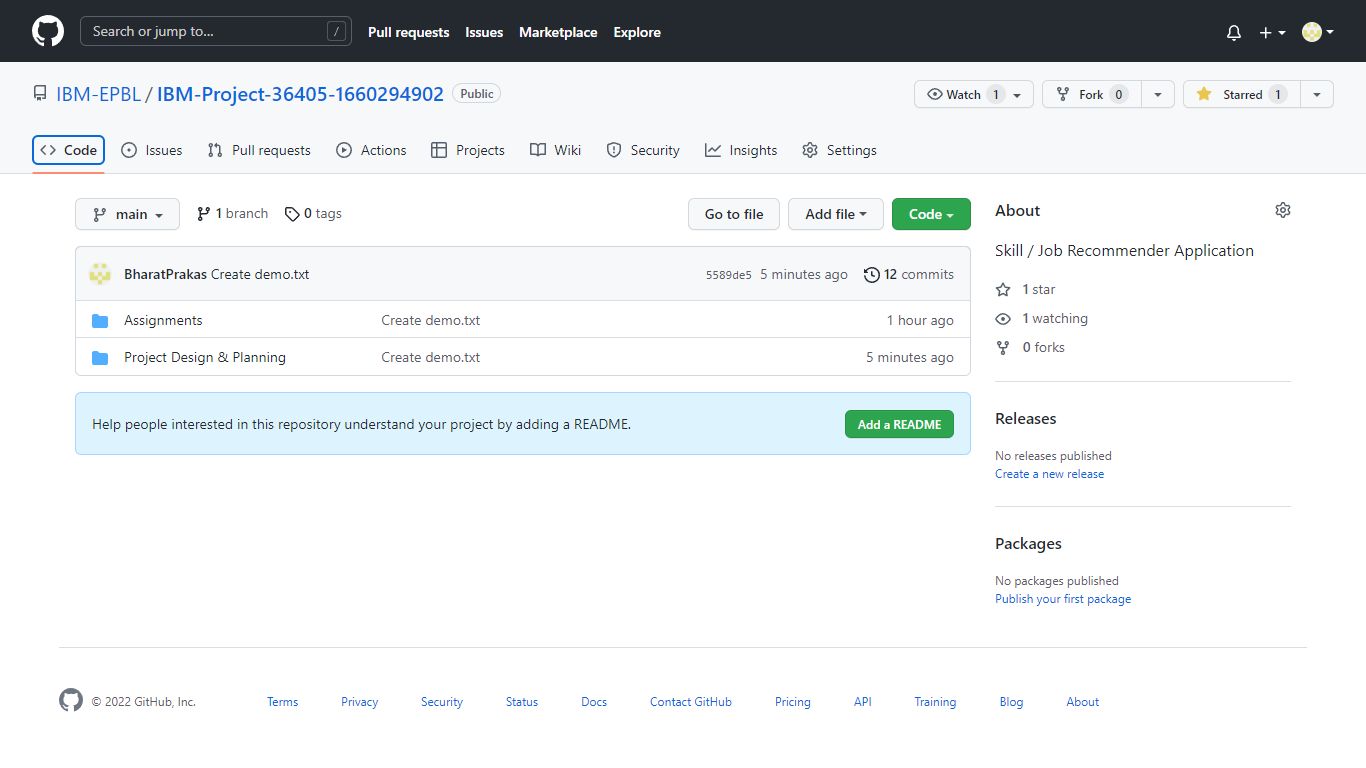 Search or jump to... / Pull requests Issues Marketplace Explore
IBM-EPBL / IBM-Project-36405-1660294902 Public Watch 1 Fork 0 Starred 1
Code Issues Pull requests Actions Projects Wiki Security Insights Settings
main 1 branch 0 tags Go to file Add file Code
BharatPrakas Create demo.txt 5589de5 5 minutes ago 12 commits
Assignments Create demo.txt 1 hour ago
Project Design & Planning Create demo.txt 5 minutes ago
Help people interested in this repository understand your project by adding a README. Add a README
About
Skill / Job Recommender Application
1 star
1 watching
0 forks
Releases
No releases published
Create a new release
Packages
No packages published
Publish your first package
© 2022 GitHub, Inc. Terms Privacy Security Status Docs Contact GitHub Pricing API Training Blog About